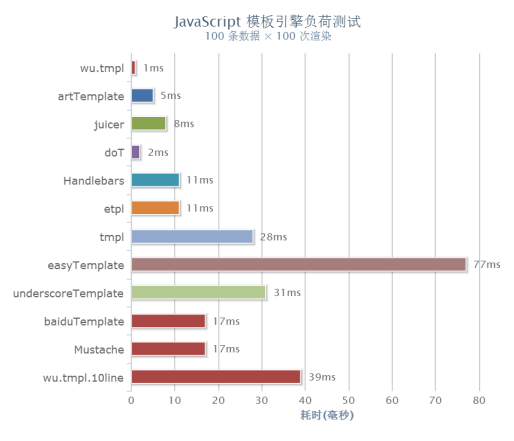 JavaScript 模板引擎负荷测试
100 条数据 × 100 次渲染
wu.tmpl 1ms
artTemplate 5ms
juicer 8ms
doT 2ms
Handlebars 11ms
etpl 11ms
tmpl 28ms
easyTemplate 77ms
underscoreTemplate 31ms
baiduTemplate 17ms
Mustache 17ms
wu.tmpl.10line 39ms
0 10 20 30 40 50 60 70 80
耗时(毫秒)